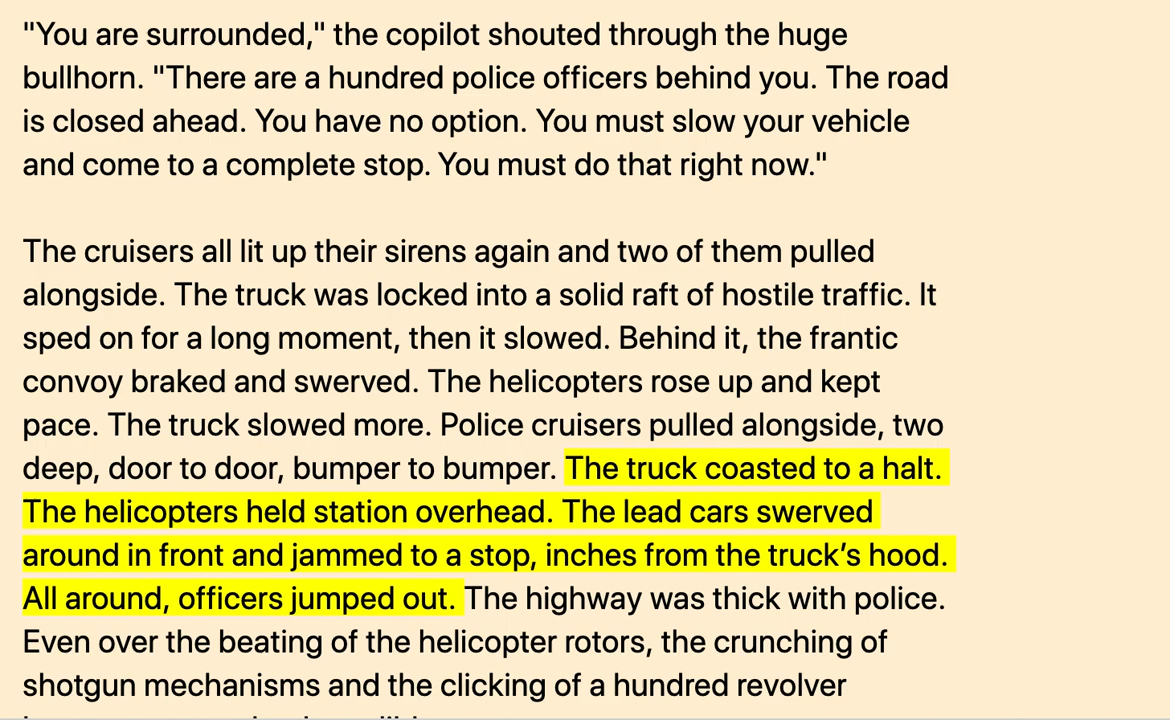 "You are surrounded," the copilot shouted through the huge
bullhorn. "There are a hundred police officers behind you. The road
is closed ahead. You have no option. You must slow your vehicle
and come to a complete stop. You must do that right now."
The cruisers all lit up their sirens again and two of them pulled
alongside. The truck was locked into a solid raft of hostile traffic. It
sped on for a long moment, then it slowed. Behind it, the frantic
convoy braked and swerved. The helicopters rose up and kept
pace. The truck slowed more. Police cruisers pulled alongside, two
deep, door to door, bumper to bumper. The truck coasted to a halt.
The helicopters held station overhead. The lead cars swerved
around in front and jammed to a stop, inches from the truck’s hood.
All around, officers jumped out. The highway was thick with police.
Even over the beating of the helicopter rotors, the crunching of
shotgun mechanisms and the clicking of a hundred revolver